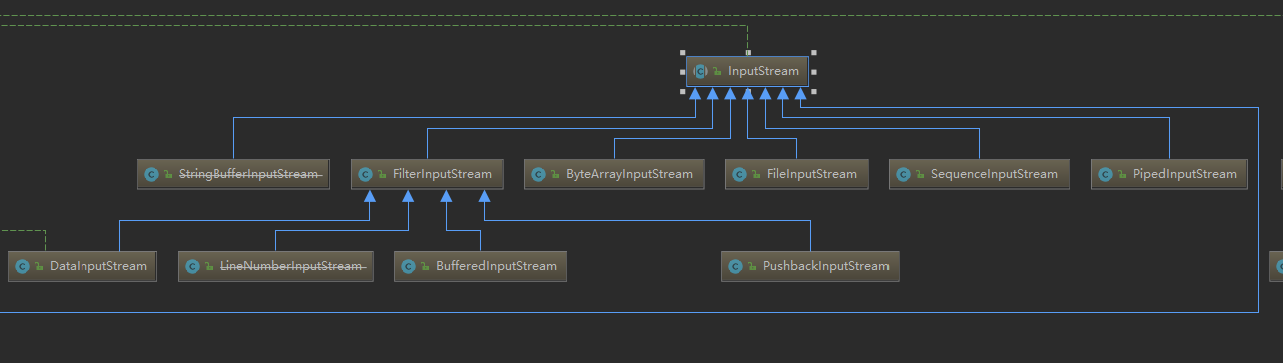 InputStream
StringBufferInputStream
FilterInputStream
ByteArrayInputStream
FileInputStream
SequenceInputStream
PipedInputStream
DataInputStream
LineNumberInputStream
BufferedInputStream
PushbackInputStream